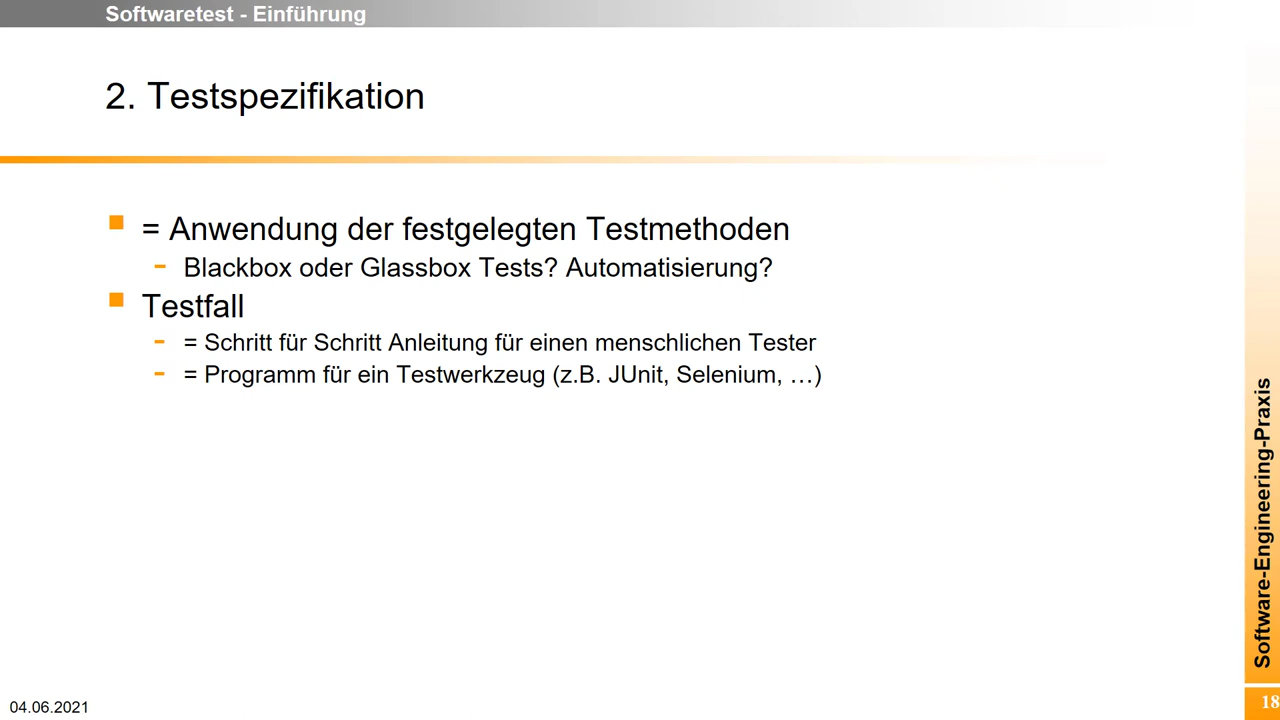 Softwaretest - Einführung
2. Testspezifikation
= Anwendung der festgelegten Testmethoden
- Blackbox oder Glassbox Tests? Automatisierung?
Testfall
- = Schritt für Schritt Anleitung für einen menschlichen Tester
- = Programm für ein Testwerkzeug (z.B. JUnit, Selenium, …)
Software-Engineering-Praxis
04.06.2021
18